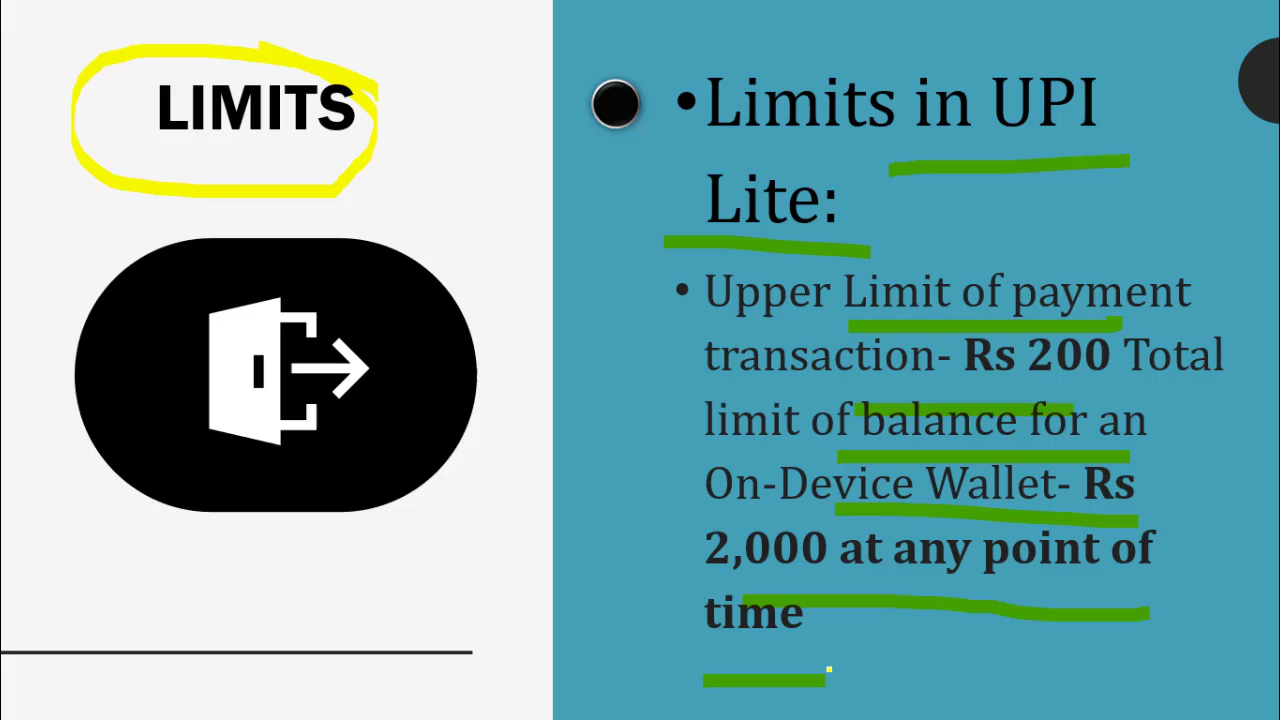 LIMITS
•Limits in UPI
Lite:
• Upper Limit of payment
transaction- Rs 200 Total
limit of balance for an
On-Device Wallet- Rs
2,000 at any point of
time